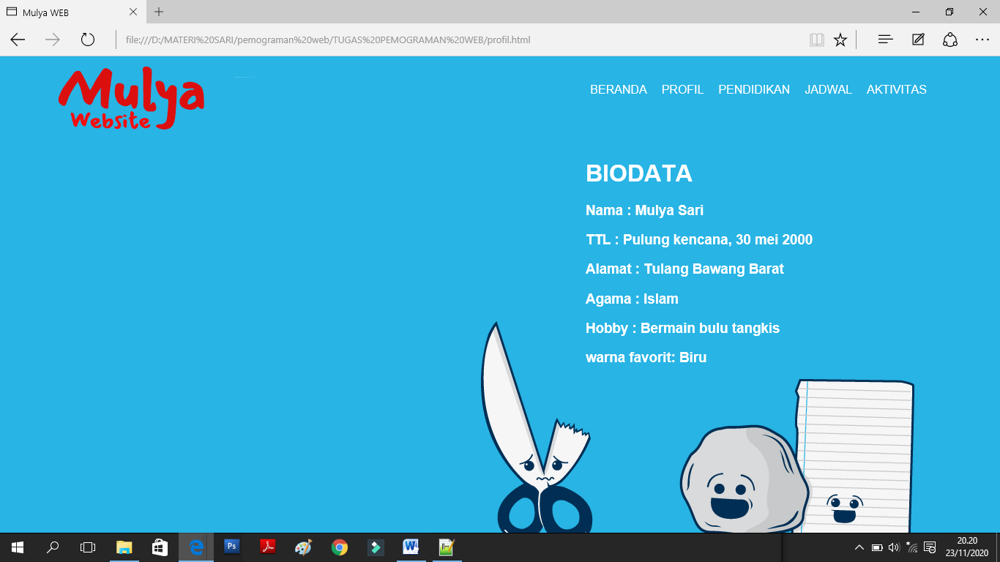 Mulya WEB
file:///D:/MATERI%20SARI/pemograman%20web/TUGAS%20PEMOGRAMAN%20WEB/profil.html
Mulya
Website
BERANDA PROFIL PENDIDIKAN JADWAL AKTIVITAS
BIODATA
Nama : Mulya Sari
TTL : Pulung kencana, 30 mei 2000
Alamat : Tulang Bawang Barat
Agama : Islam
Hobby : Bermain bulu tangkis
warna favorit: Biru
Ps
W
20.20
23/11/2020